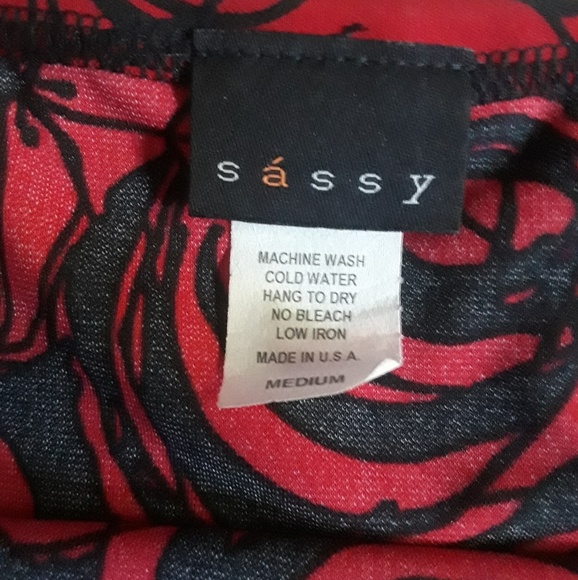 sássy
MACHINE WASH
COLD WATER
HANG TO DRY
NO BLEACH
LOW IRON
MADE IN U.S.A.
MEDIUM